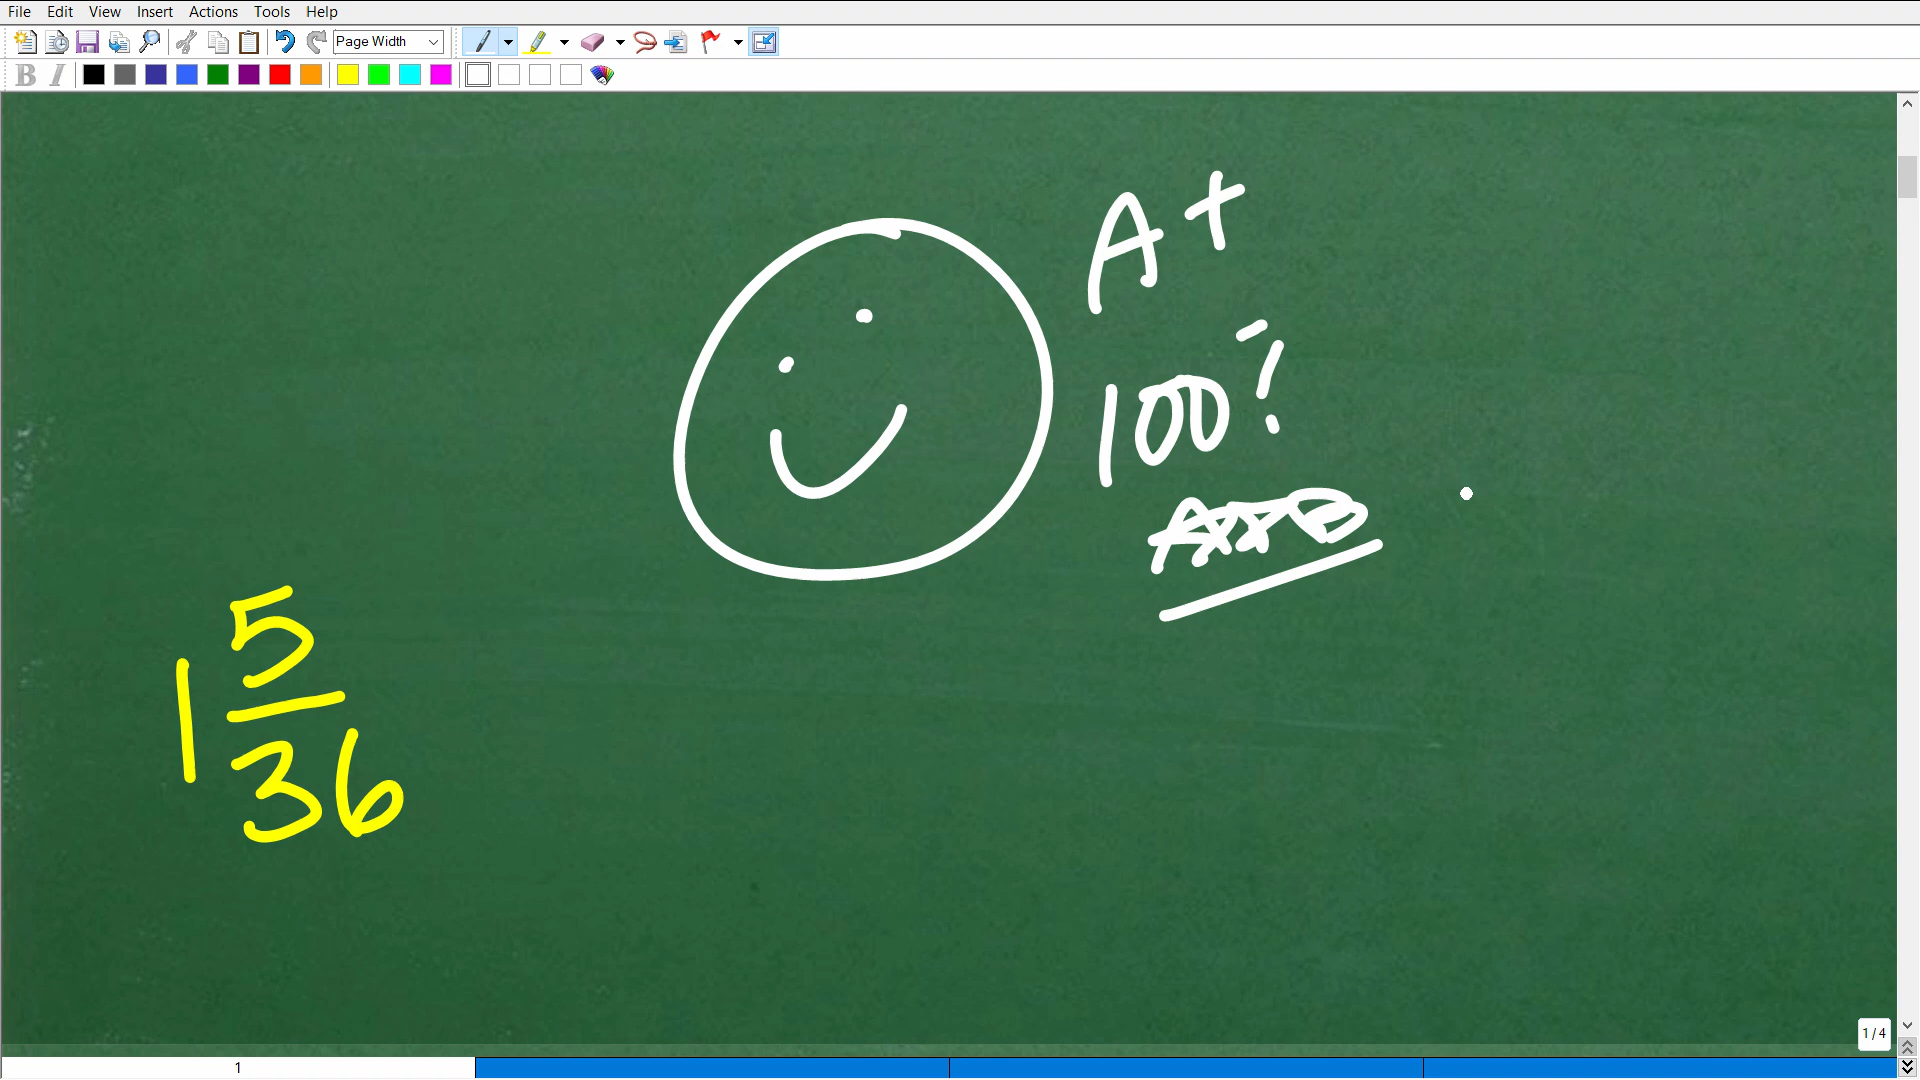 File Edit View Insert Actions Tools Help
Page Width
B I
A+
100%
1 5/36
1/4
1